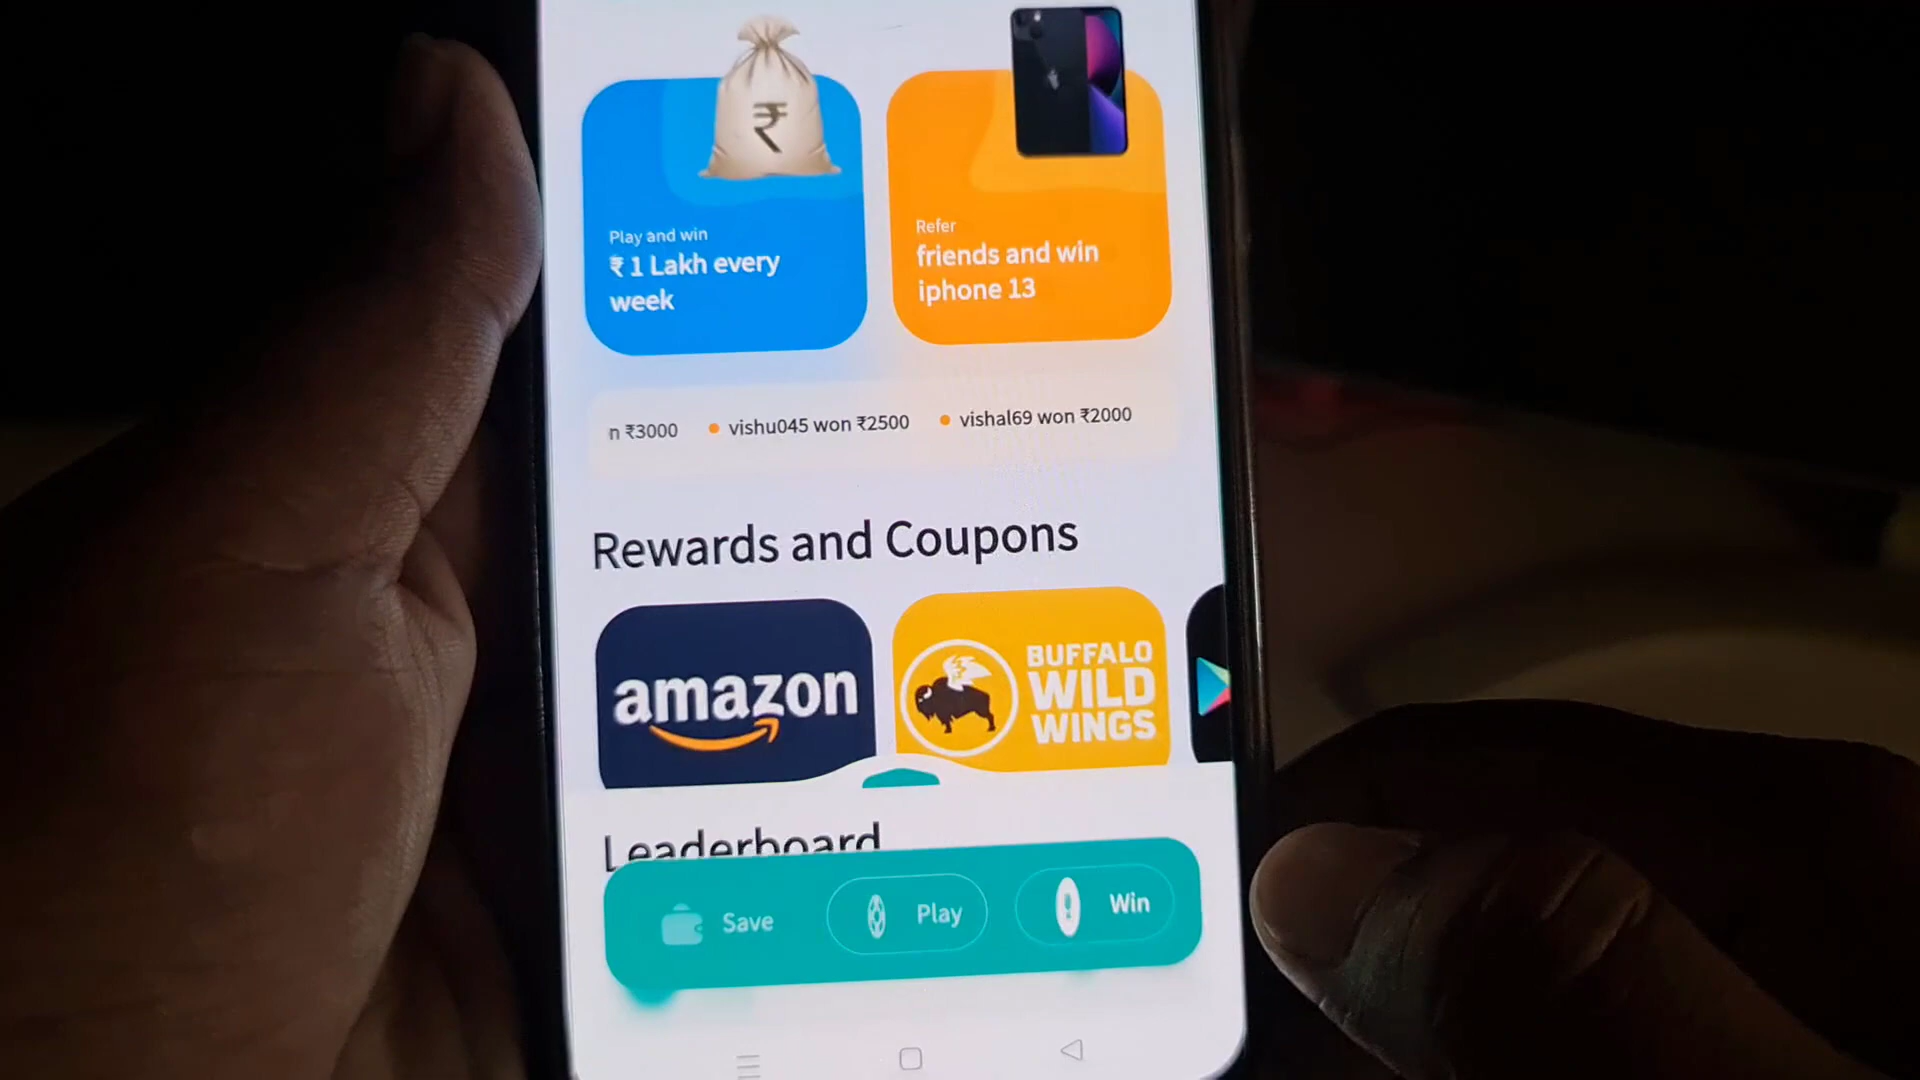 ₹
Play and win
₹ 1 Lakh every
week
Refer
friends and win
iphone 13
n ₹3000
vishu045 won ₹2500
vishal69 won ₹2000
Rewards and Coupons
amazon
BUFFALO
WILD
WINGS
Leaderboard
Save
Play
Win